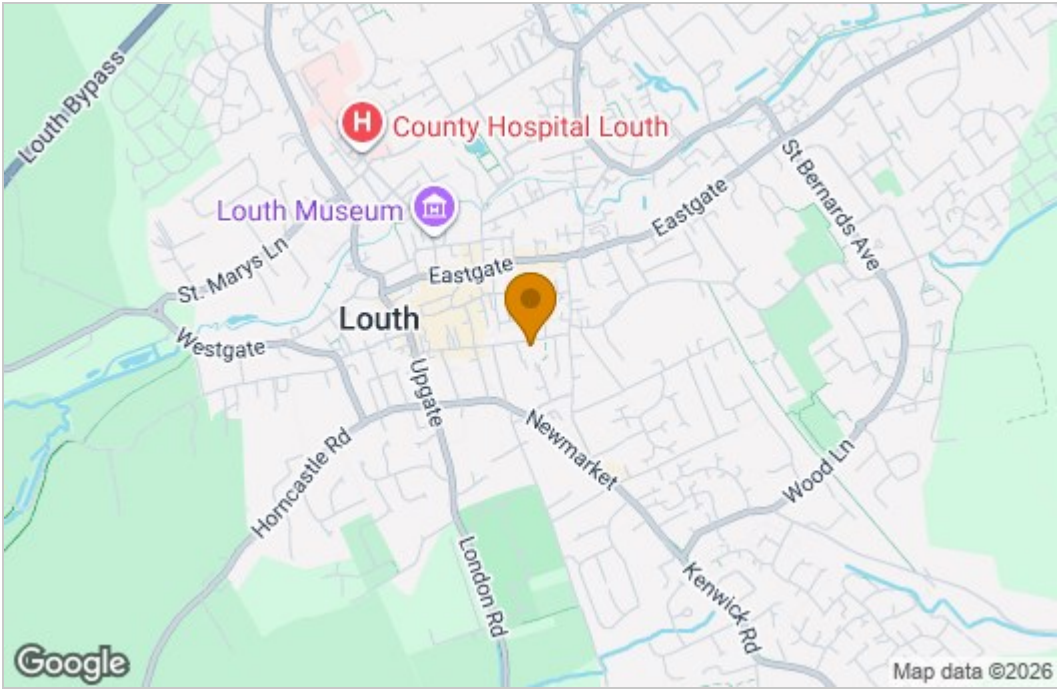 Louth Bypass
H
County Hospital Louth
Louth Museum
St Bernards Ave
Eastgate
St. Marys Ln
Eastgate
Louth
Westgate
Upgate
Newmarket
Horncastle Rd
Wood Ln
London Rd
Kenwick Rd
Google
Map data ©2026